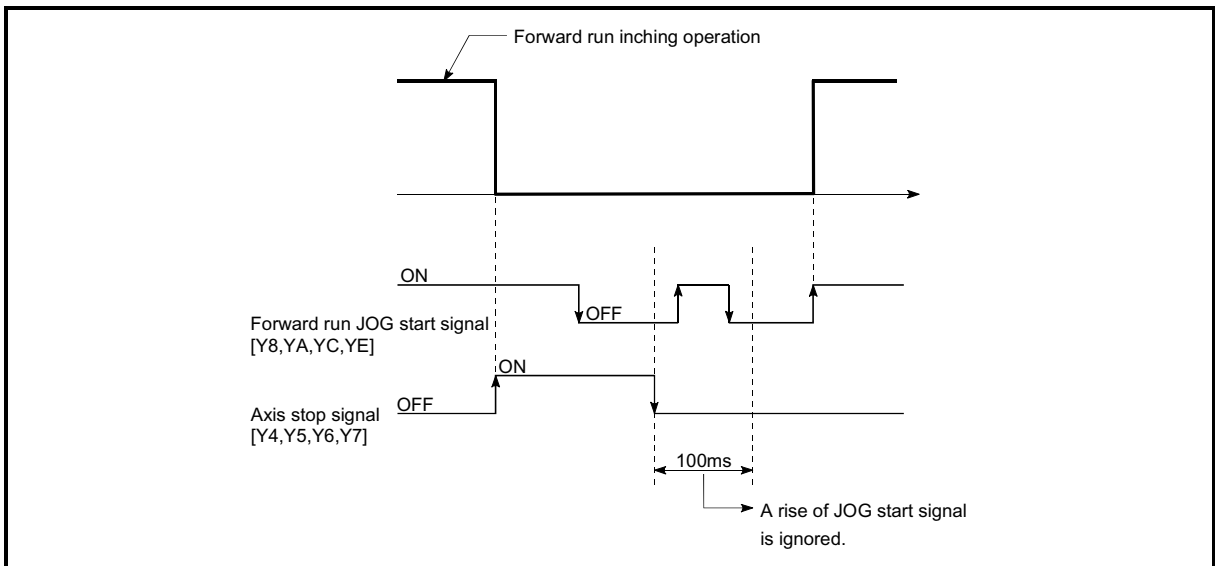 Forward run inching operation
ON
OFF
Forward run JOG start signal
[Y8,YA,YC,YE]
ON
OFF
Axis stop signal
[Y4,Y5,Y6,Y7]
100ms
A rise of JOG start signal
is ignored.